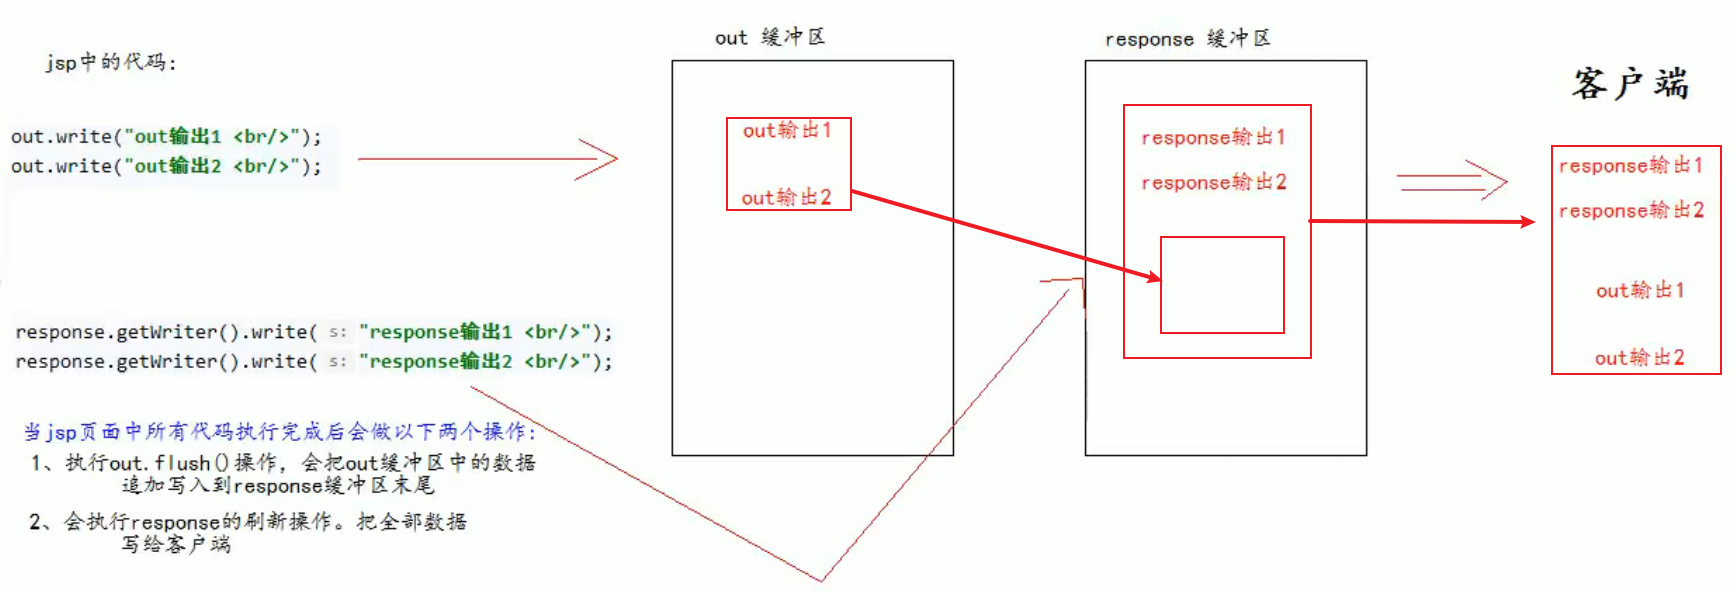 jsp中的代码:
out.write("out输出1 <br/>");
out.write("out输出2 <br/>");
response.getWriter().write( s: "response输出1 <br/>");
response.getWriter().write( s: "response输出2 <br/>");
当jsp页面中所有代码执行完成后会做以下两个操作:
1、执行out.flush()操作，会把out缓冲区中的数据
追加写入到response缓冲区末尾
2、会执行response的刷新操作。把全部数据
写给客户端
out 缓冲区
out输出1
out输出2
response 缓冲区
response输出1
response输出2
客户端
response输出1
response输出2
out输出1
out输出2